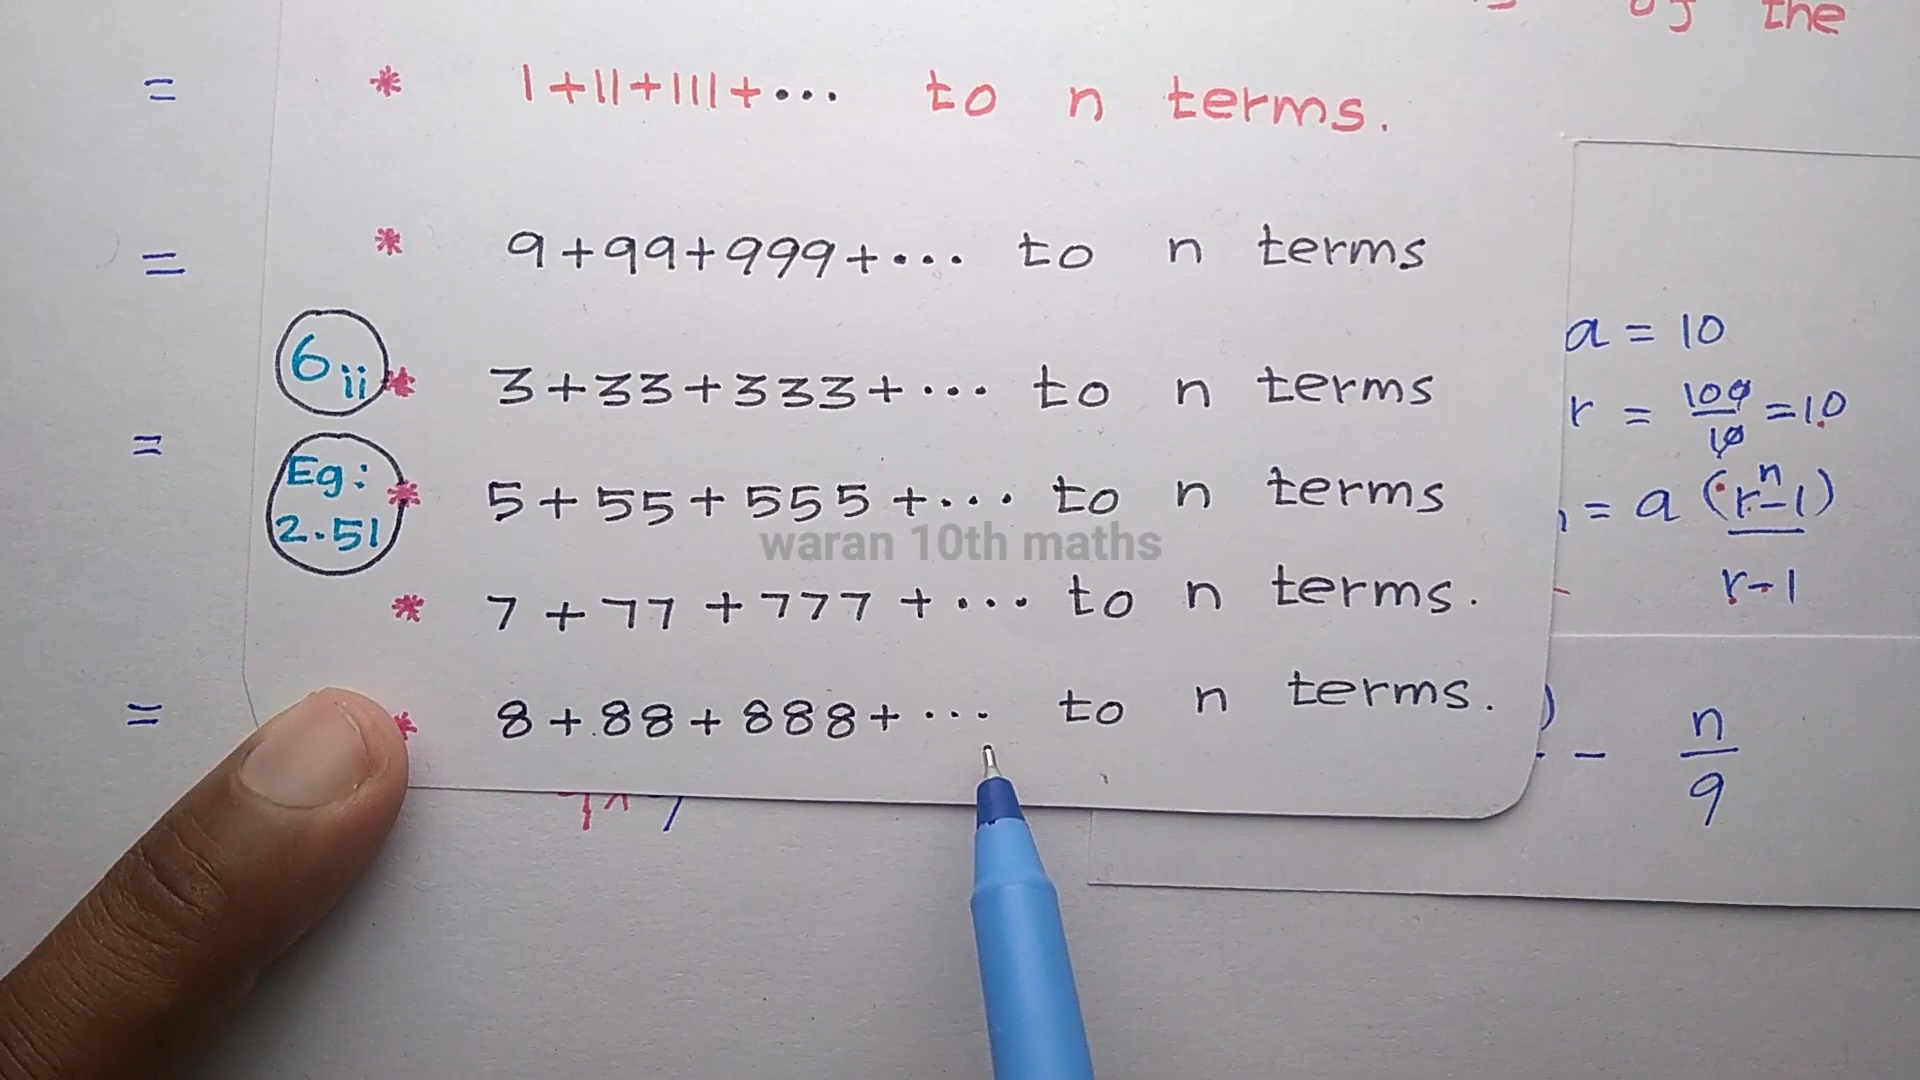 of the
= * 1+11+111+... to n terms.
= * 9+99+999+... to n terms
6 ii * 3+33+333+... to n terms
a = 10
r = 100/10 = 10
= Eg: 2.51 * 5+55+555+... to n terms
= a (rⁿ-1)
r-1
waran 10th maths
* 7+77+777+... to n terms.
= * 8+88+888+... to n terms.
) - n/9